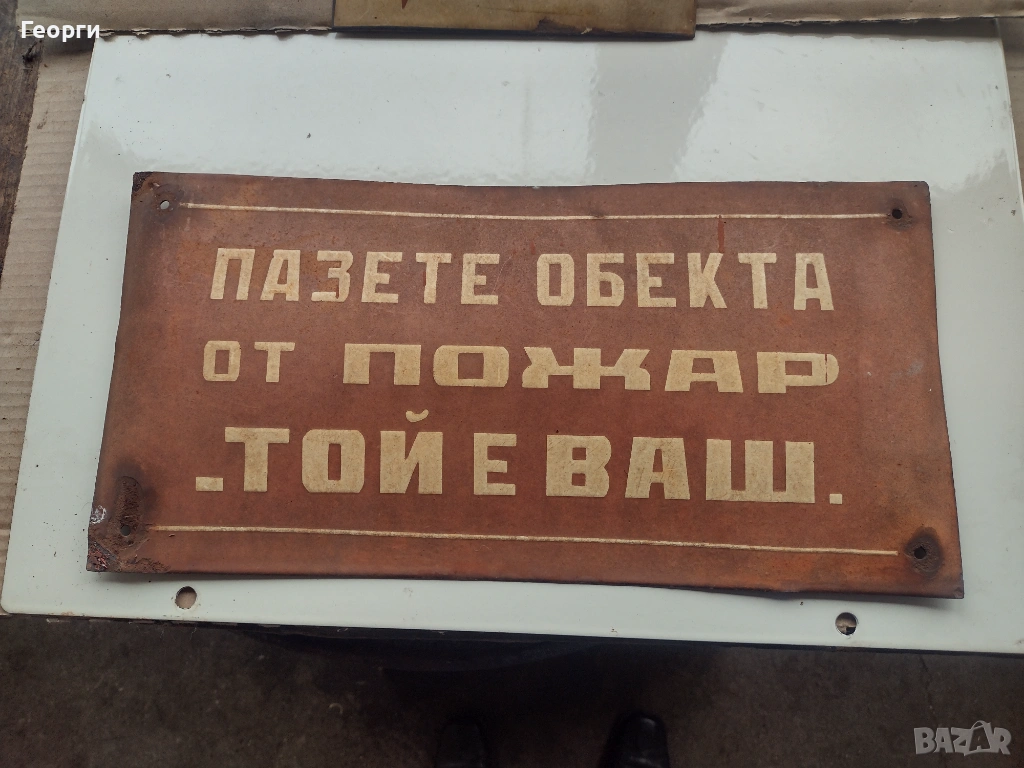 Георги
ПАЗЕТЕ ОБЕКТА
ОТ ПОЖАР
.ТОЙ Е ВАШ.
BAZAR